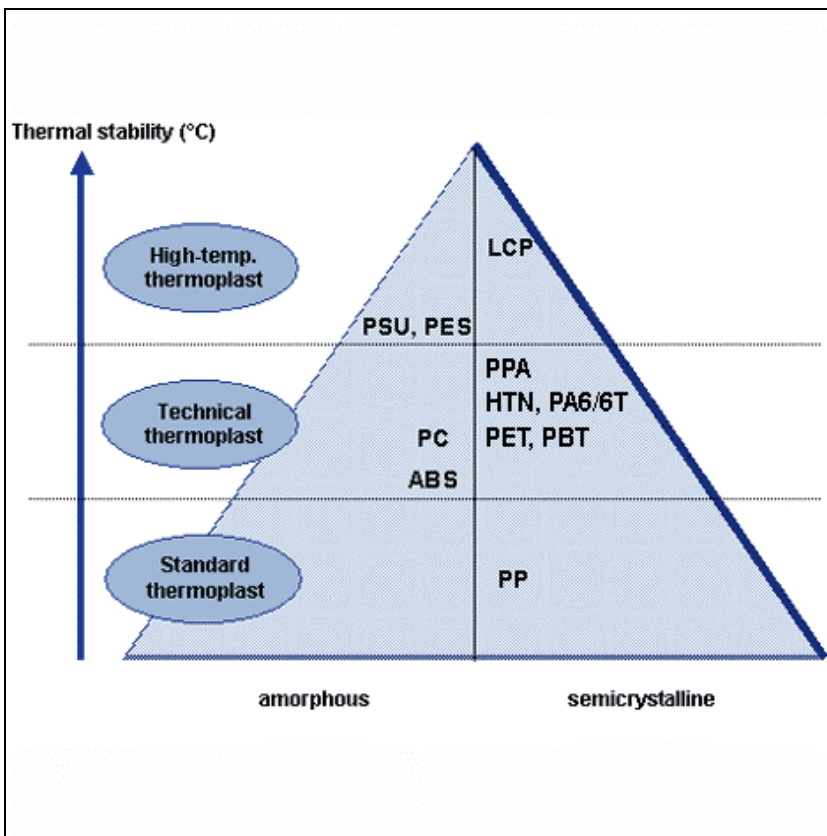 Thermal stability (°C)
High-temp.
thermoplast
LCP
PSU, PES
PPA
HTN, PA6/6T
Technical
thermoplast
PC
PET, PBT
ABS
Standard
thermoplast
PP
amorphous
semicrystalline